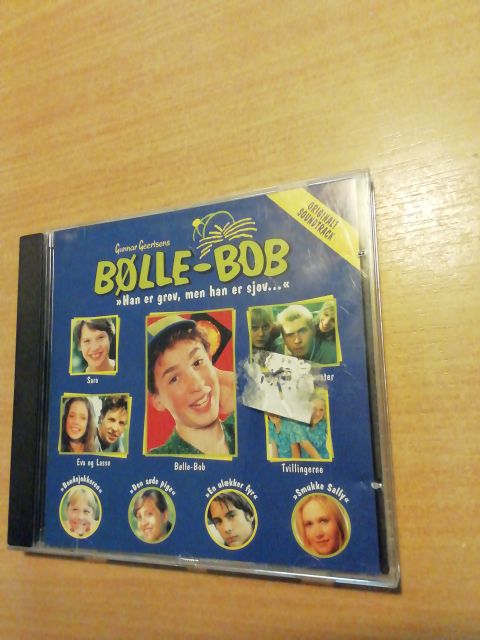 ORIGINALT
SOUNDTRACK
Gunnar Geertsens
BØLLE-BOB
»Han er grov, men han er sjov...«
Sara
Eva og Lasse
Bølle-Bob
Tvillingerne
»Bondejokkeren«
»Den søde pige«
»En ulækker fyr«
»Smukke Sally«